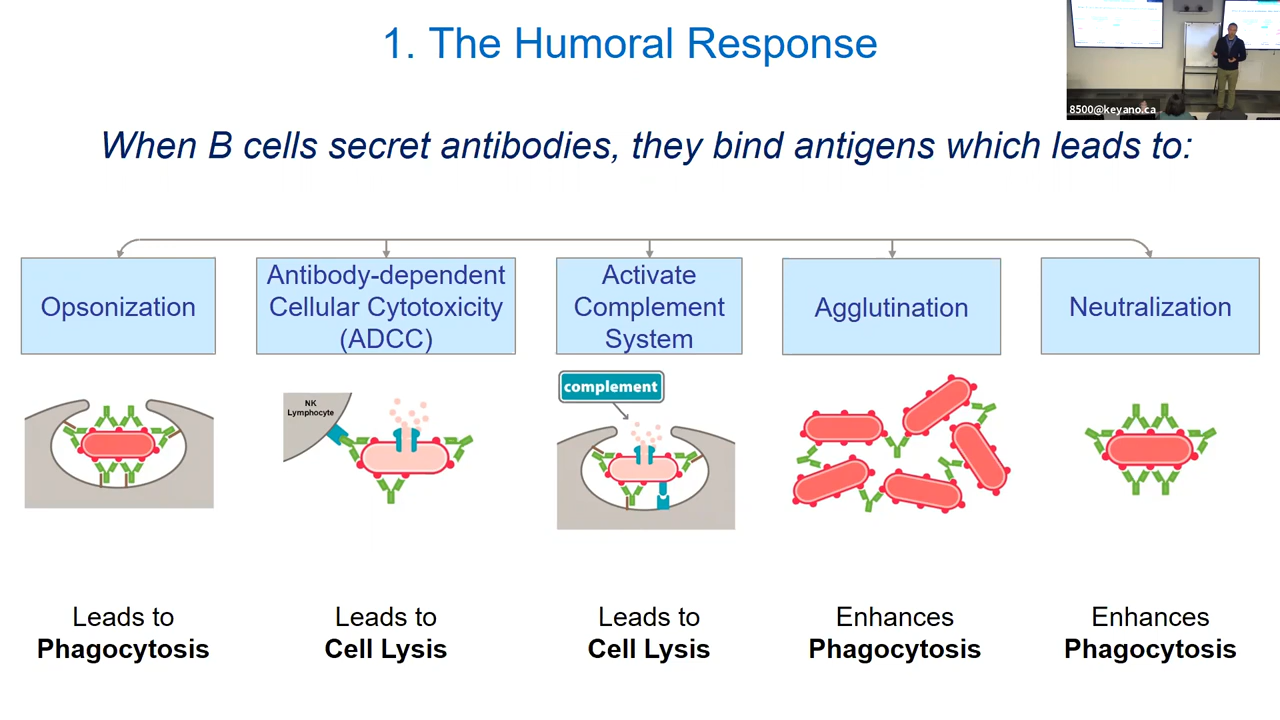 1. The Humoral Response
8500@keyano.ca
When B cells secret antibodies, they bind antigens which leads to:
Opsonization
Antibody-dependent
Cellular Cytotoxicity
(ADCC)
Activate
Complement
System
Agglutination
Neutralization
NK
Lymphocyte
complement
Leads to
Phagocytosis
Leads to
Cell Lysis
Leads to
Cell Lysis
Enhances
Phagocytosis
Enhances
Phagocytosis